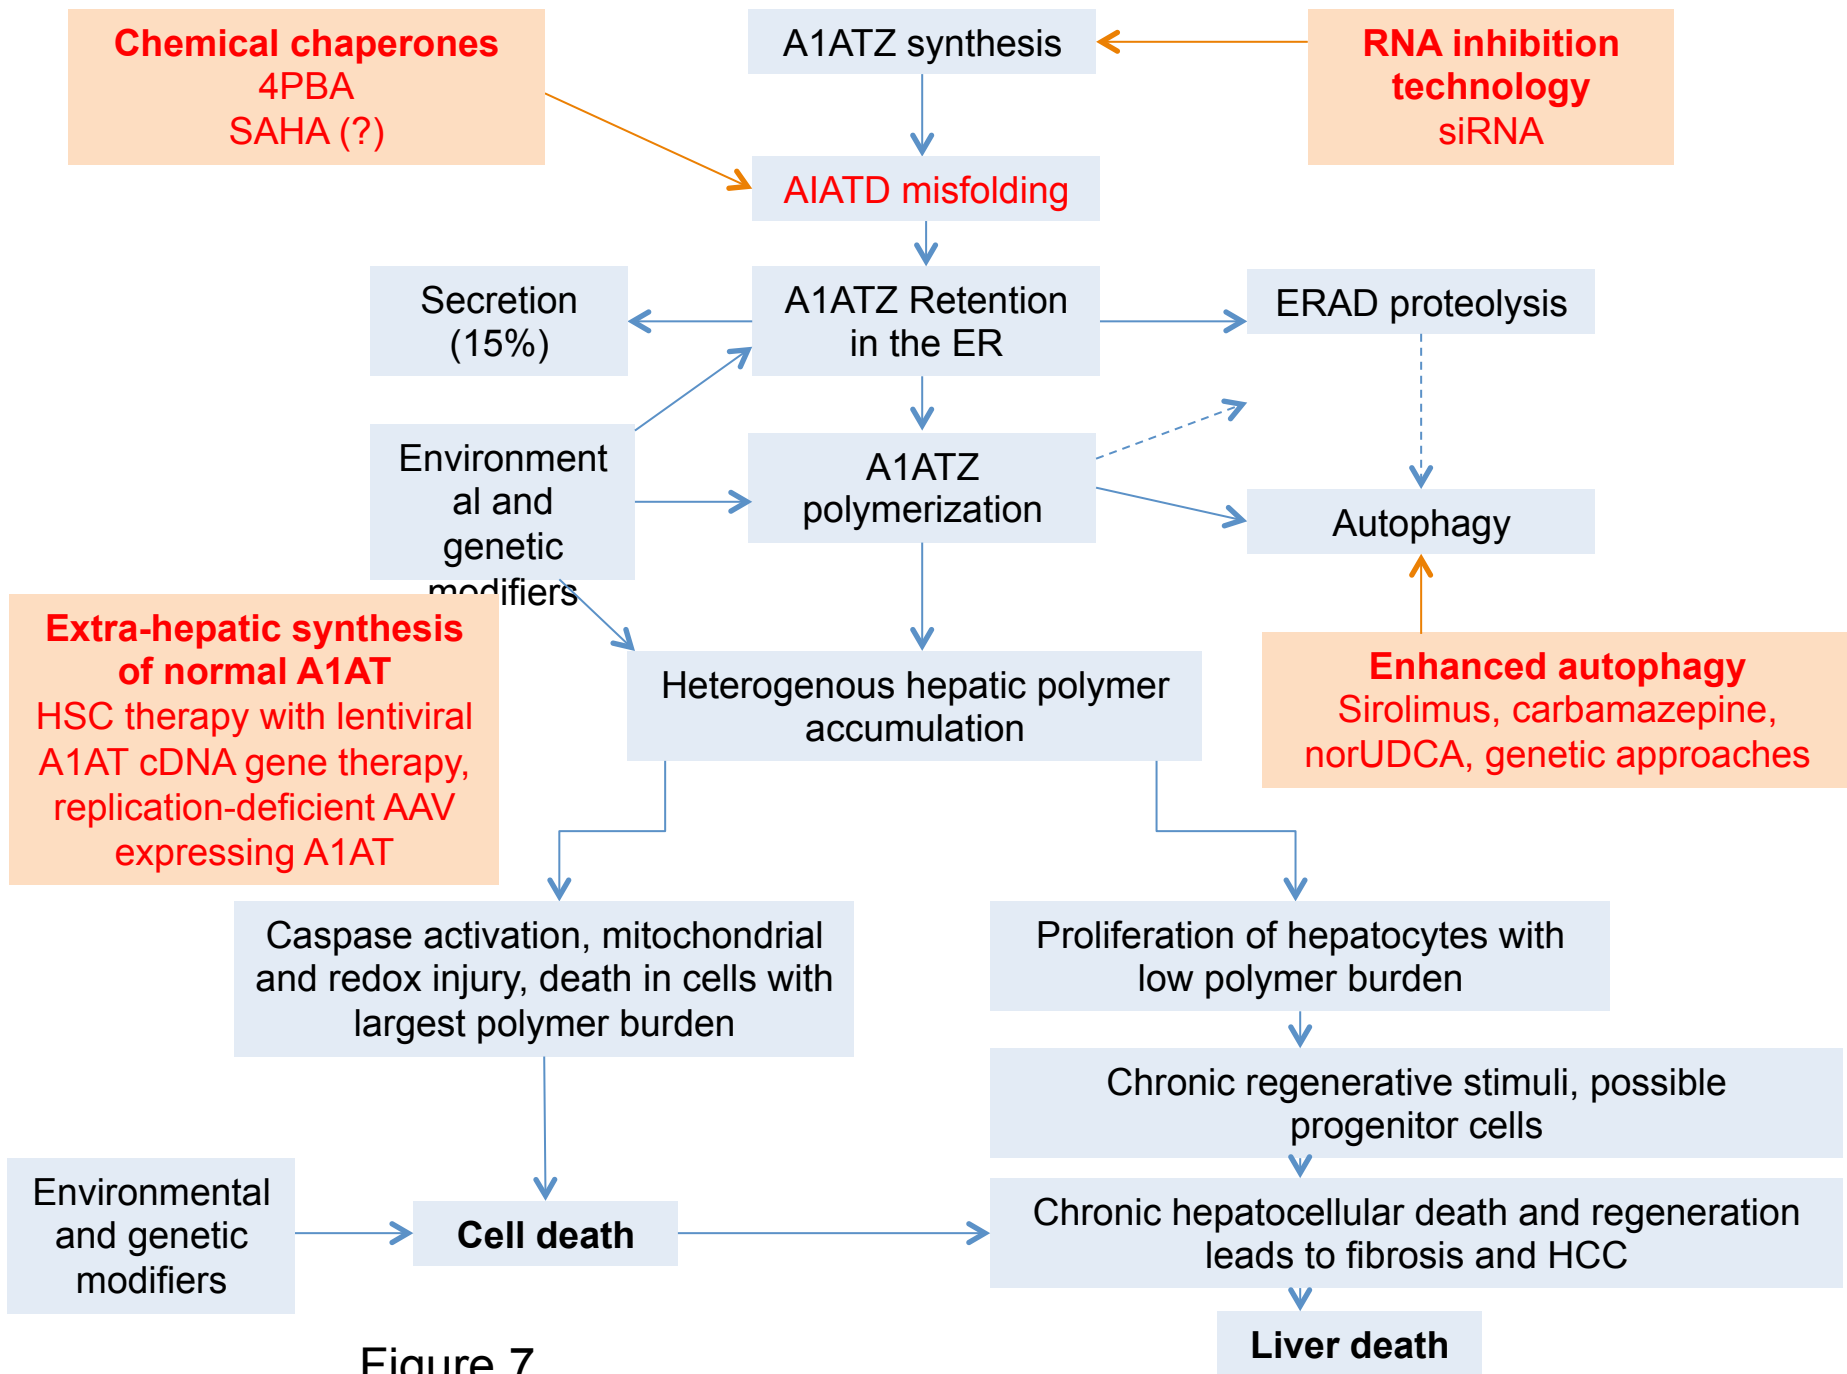 Chemical chaperones
4PBA
SAHA (?)
A1ATZ synthesis
RNA inhibition
technology
siRNA
AIATD misfolding
Secretion
(15%)
A1ATZ Retention
in the ER
ERAD proteolysis
Environment
al and
genetic
modifiers
A1ATZ
polymerization
Autophagy
Extra-hepatic synthesis
of normal A1AT
HSC therapy with lentiviral
A1AT cDNA gene therapy,
replication-deficient AAV
expressing A1AT
Heterogenous hepatic polymer
accumulation
Enhanced autophagy
Sirolimus, carbamazepine,
norUDCA, genetic approaches
Caspase activation, mitochondrial
and redox injury, death in cells with
largest polymer burden
Proliferation of hepatocytes with
low polymer burden
Chronic regenerative stimuli, possible
progenitor cells
Environmental
and genetic
modifiers
Cell death
Chronic hepatocellular death and regeneration
leads to fibrosis and HCC
Liver death
Figure 7